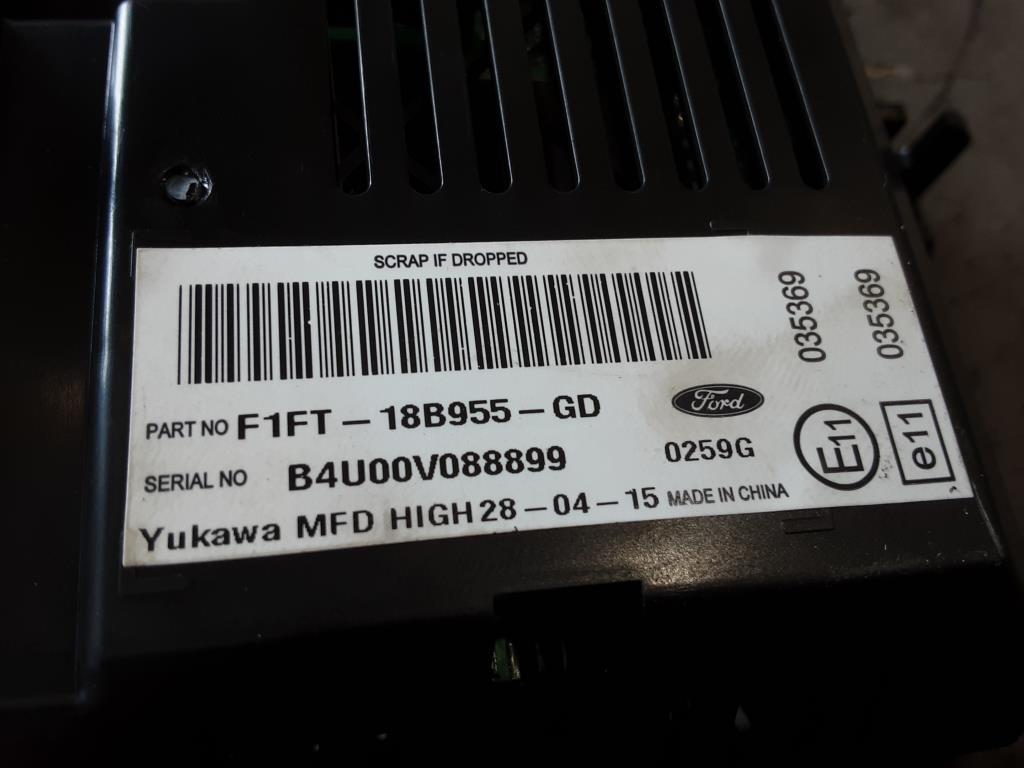 SCRAP IF DROPPED
035369
035369
PART NO F1FT-18B955-GD
Ford
SERIAL NO B4U00V088899
0259G
E11
e11
Yukawa MFD HIGH 28-04-15 MADE IN CHINA